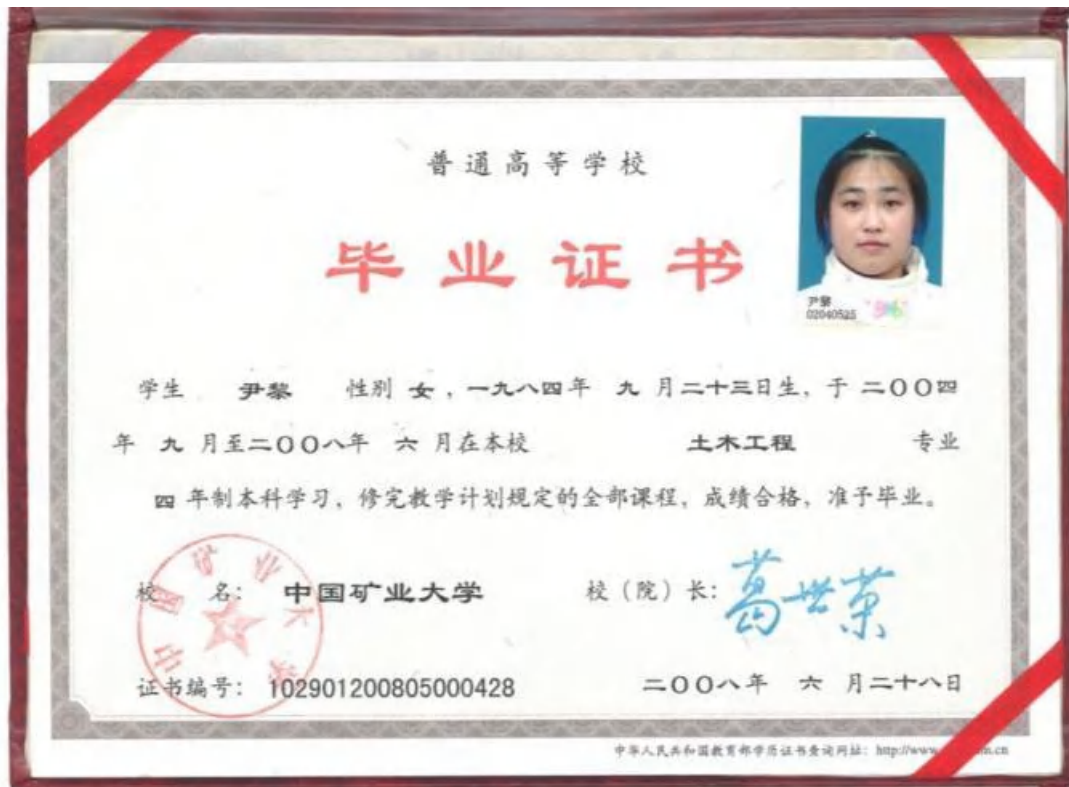 普通高等学校
毕业证书
尹黎
02040525
学生 尹黎 性别 女，一九八四年 九 月二十三日生，于 二〇〇四
年 九 月至二〇〇八年 六 月在本校 土木工程 专业
四 年制本科学习，修完教学计划规定的全部课程，成绩合格，准予毕业。
中国矿业大学
校 名： 中国矿业大学 校（院）长： 葛世荣
证书编号： 102901200805000428 二〇〇八年 六 月二十八日
中华人民共和国教育部学历证书查询网址： http://www.